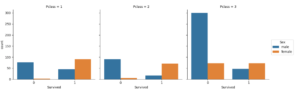 Pclass = 1
Pclass = 2
Pclass = 3
300
250
200
150
100
50
0
count
0
1
Survived
0
1
Survived
0
1
Survived
Sex
male
female